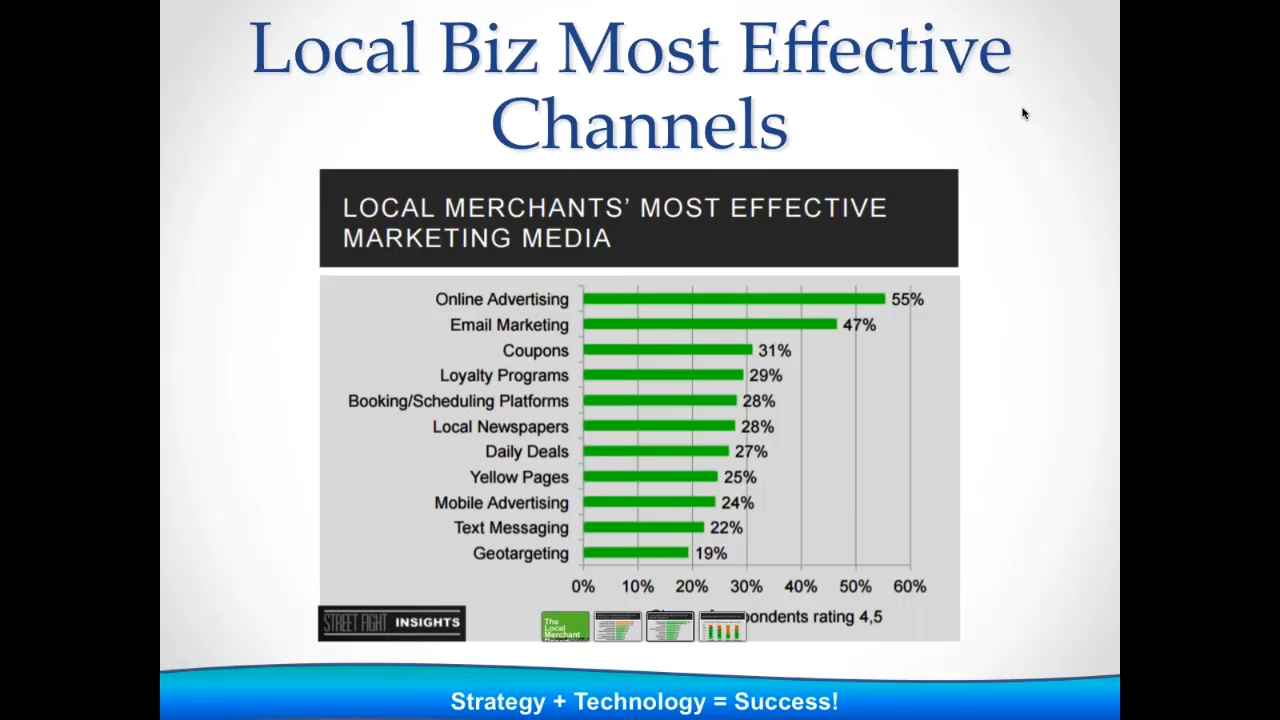 Local Biz Most Effective
Channels
LOCAL MERCHANTS' MOST EFFECTIVE
MARKETING MEDIA
Online Advertising 55%
Email Marketing 47%
Coupons 31%
Loyalty Programs 29%
Booking/Scheduling Platforms 28%
Local Newspapers 28%
Daily Deals 27%
Yellow Pages 25%
Mobile Advertising 24%
Text Messaging 22%
Geotargeting 19%
0% 10% 20% 30% 40% 50% 60%
rating 4,5
STREET FIGHT INSIGHTS
The
Local
Merchant
Strategy + Technology = Success!